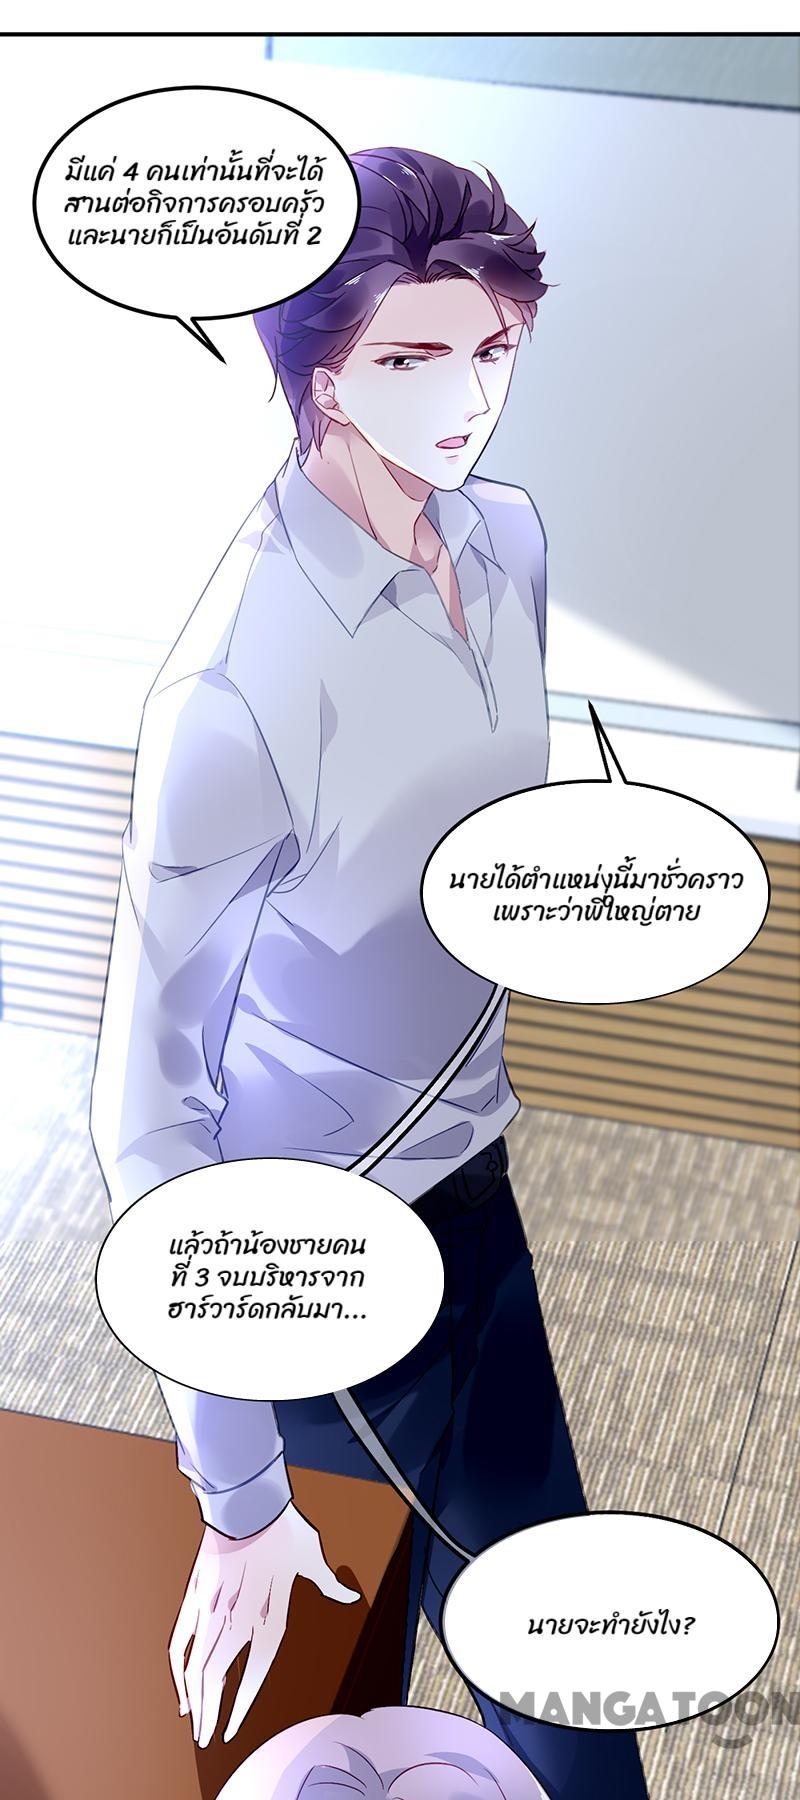 มีแค่ 4 คนเท่านั้นที่จะได้
สานต่อกิจการครอบครัว
และนายก็เป็นอันดับที่ 2
นายได้ตำแหน่งนี้มาชั่วคราว
เพราะว่าพี่ใหญ่ตาย
แล้วถ้าน้องชายคน
ที่ 3 จบบริหารจาก
ฮาร์วาร์ดกลับมา...
นายจะทำยังไง?
MANGATOON